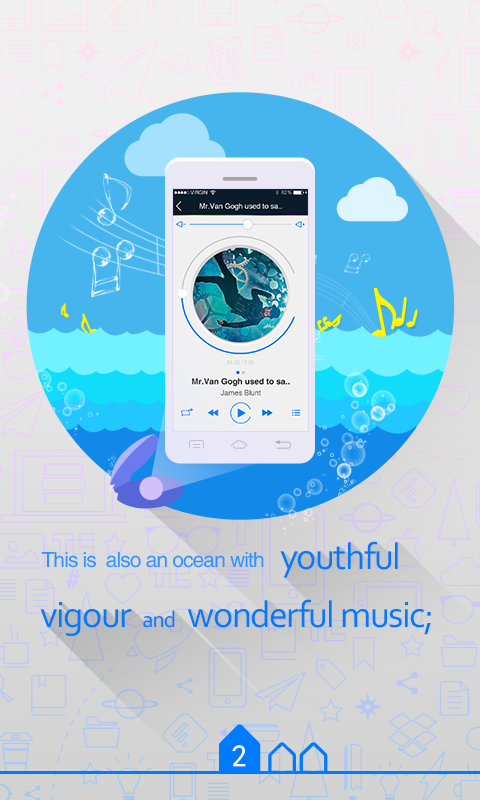 VIRGIN 82%
Mr.Van Gogh used to sa..
Mr.Van Gogh used to sa..
James Blunt
This is also an ocean with youthful
vigour and wonderful music;
2